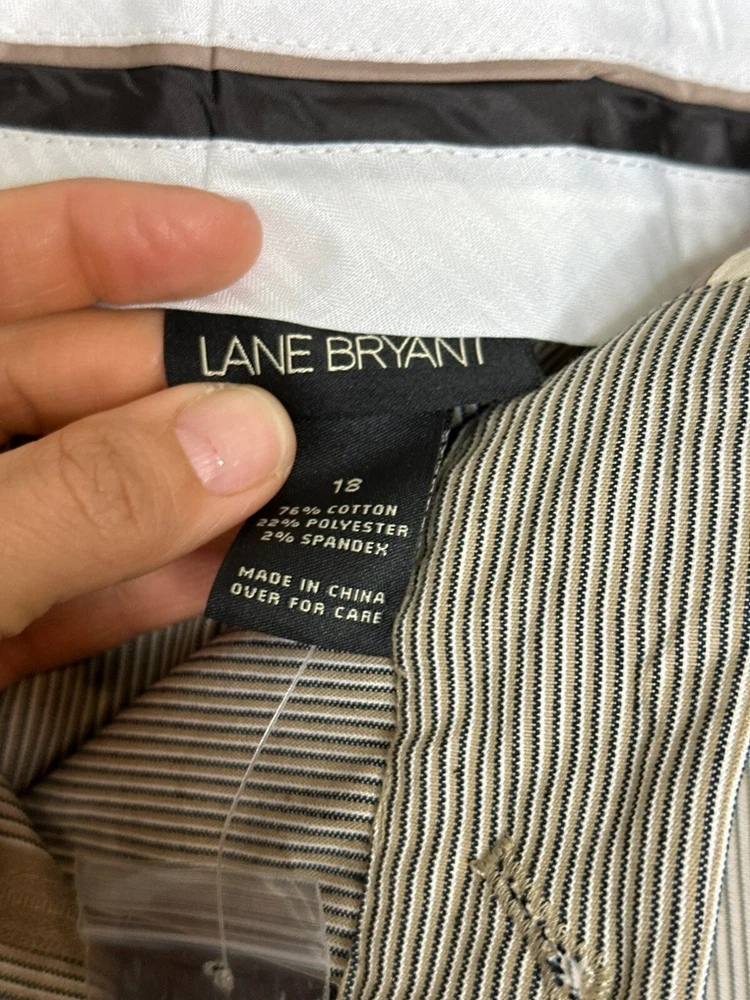 LANE BRYANT
18
76% COTTON
22% POLYESTER
2% SPANDEX
MADE IN CHINA
OVER FOR CARE